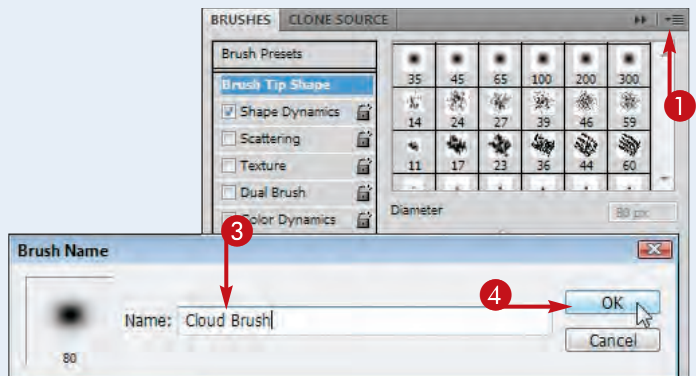 BRUSHES CLONE SOURCE
Brush Presets
Brush Tip Shape
Shape Dynamics
Scattering
Texture
Dual Brush
Color Dynamics
35 45 65 100 200 300
14 24 27 39 46 59
11 17 23 36 44 60
Diameter
80 px
1
3
Brush Name
4
Name: Cloud Brush
OK
Cancel
80